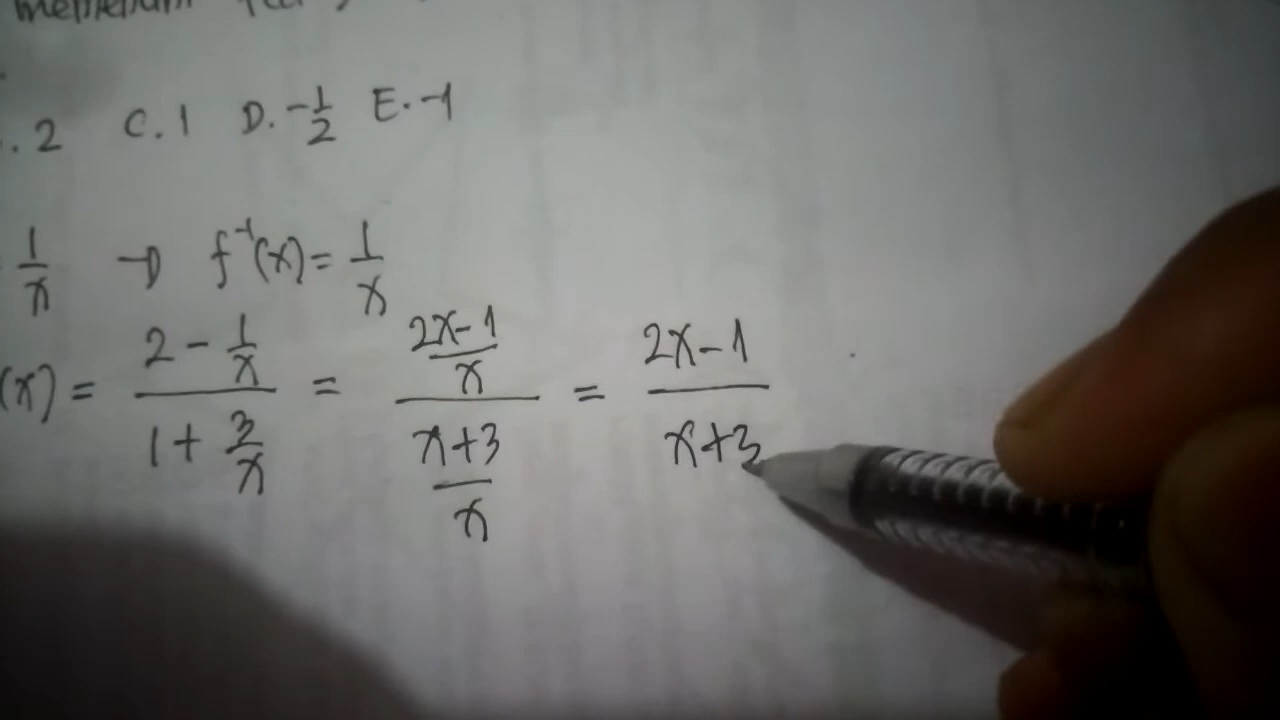 . 2 C. 1 D. -1/2 E. -1
1/x → f⁻¹(x) = 1/x
(x) = (2 - 1/x)/(1 + 3/x) = ((2x-1)/x)/((x+3)/x) = (2x-1)/(x+3)